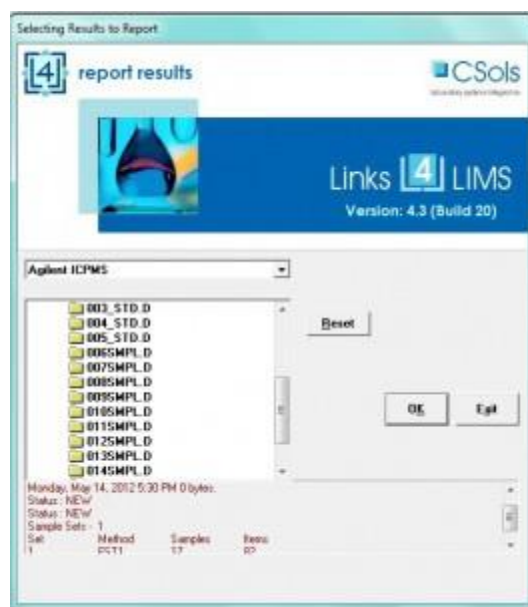 Selecting Results to Report
[4] report results
CSols
Links 4 LIMS
Version: 4.3 (Build 20)
Agilent ICPMS
003_STD.D
004_STD.D
005_STD.D
006SMPL.D
007SMPL.D
008SMPL.D
009SMPL.D
010SMPL.D
011SMPL.D
012SMPL.D
013SMPL.D
014SMPL.D
Reset
OK
Exit
Monday, May 14, 2012 5:30 PM 0 bytes.
Status : NEW
Status : NEW
Sample Sets - 1
Set Method Samples Items
1